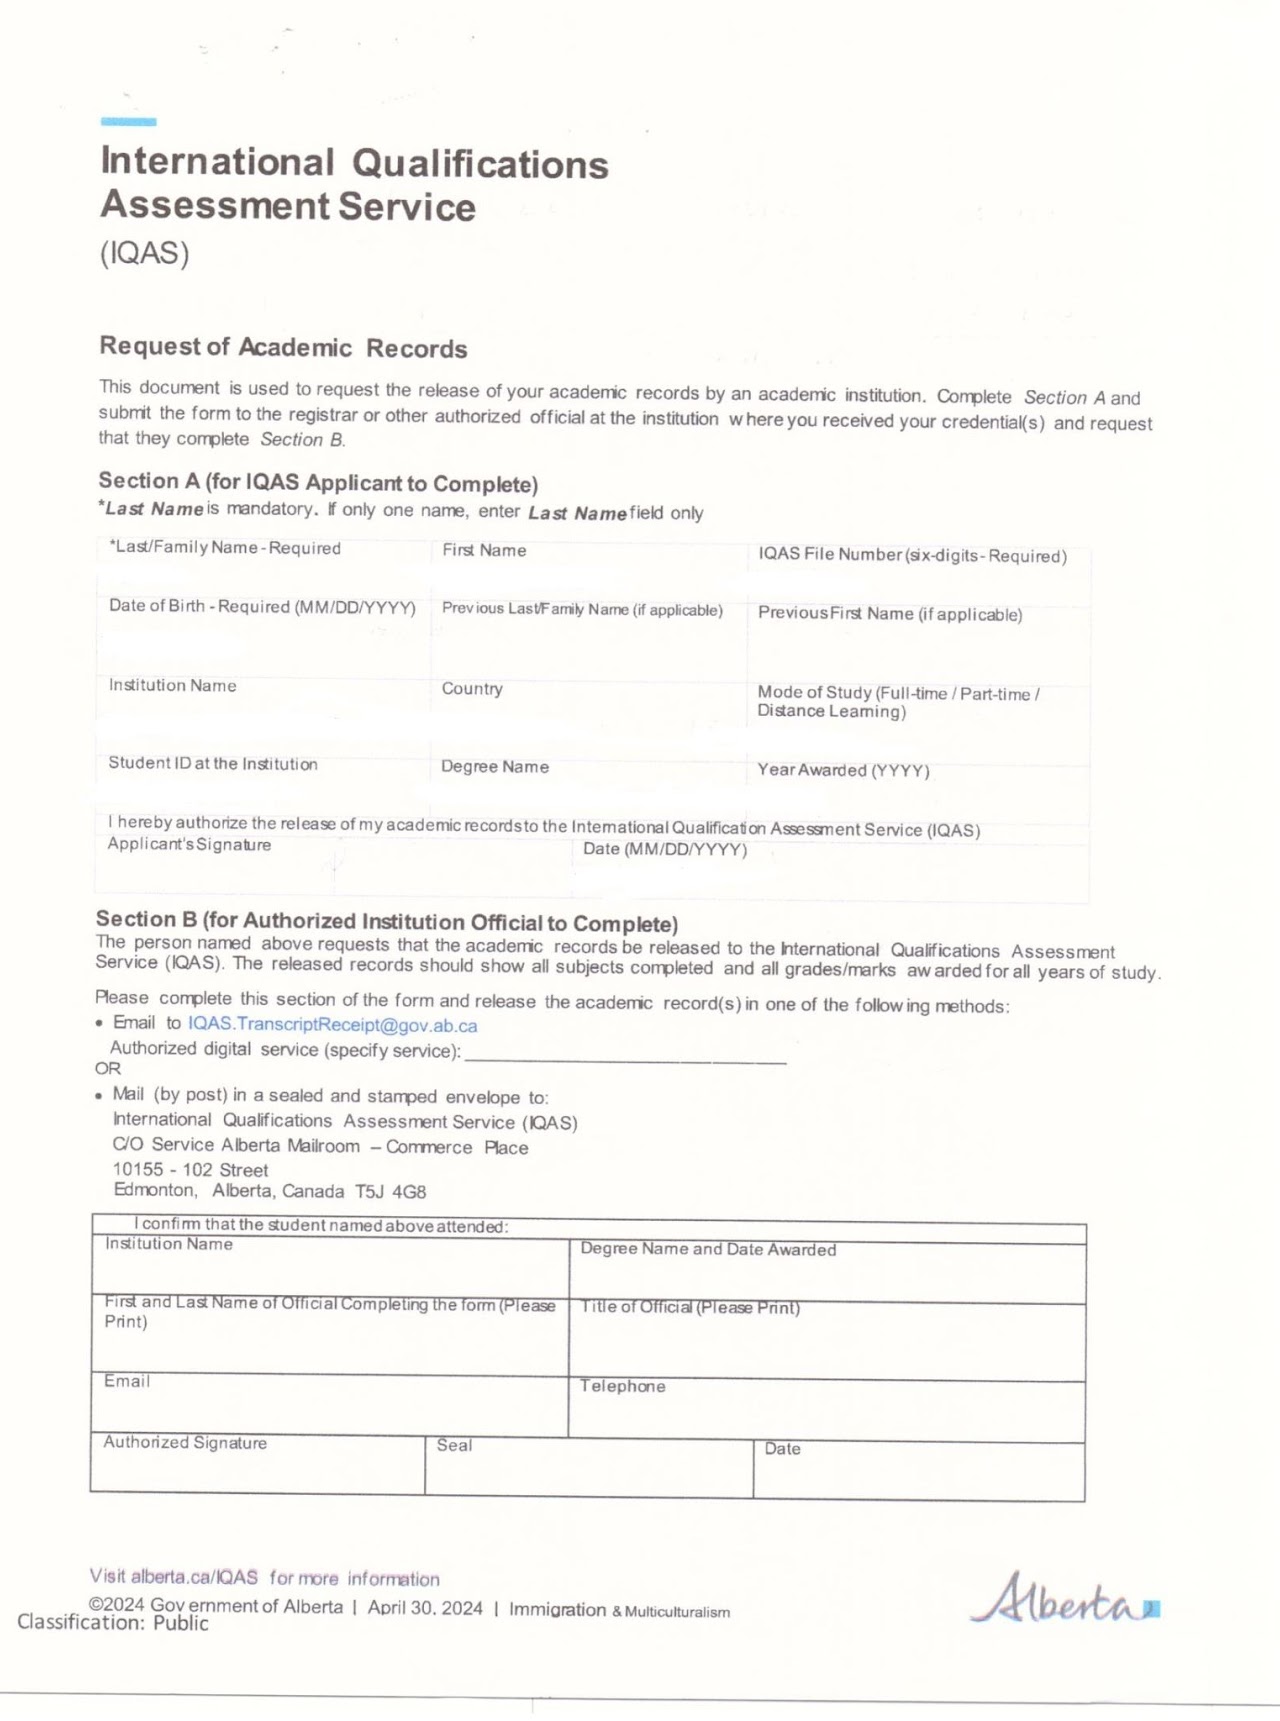 International Qualifications
Assessment Service
(IQAS)
Request of Academic Records
This document is used to request the release of your academic records by an academic institution. Complete Section A and
submit the form to the registrar or other authorized official at the institution where you received your credential(s) and request
that they complete Section B.
Section A (for IQAS Applicant to Complete)
*Last Name is mandatory. If only one name, enter Last Name field only
*Last/Family Name - Required First Name IQAS File Number (six-digits - Required)
Date of Birth - Required (MM/DD/YYYY) Previous Last/Family Name (if applicable) Previous First Name (if applicable)
Institution Name Country Mode of Study (Full-time / Part-time /
Distance Learning)
Student ID at the Institution Degree Name Year Awarded (YYYY)
I hereby authorize the release of my academic records to the International Qualification Assessment Service (IQAS)
Applicant's Signature Date (MM/DD/YYYY)
Section B (for Authorized Institution Official to Complete)
The person named above requests that the academic records be released to the International Qualifications Assessment
Service (IQAS). The released records should show all subjects completed and all grades/marks awarded for all years of study.
Please complete this section of the form and release the academic record(s) in one of the following methods:
• Email to IQAS.TranscriptReceipt@gov.ab.ca
Authorized digital service (specify service):
OR
• Mail (by post) in a sealed and stamped envelope to:
International Qualifications Assessment Service (IQAS)
C/O Service Alberta Mailroom – Commerce Place
10155 - 102 Street
Edmonton, Alberta, Canada T5J 4G8
I confirm that the student named above attended:
Institution Name Degree Name and Date Awarded
First and Last Name of Official Completing the form (Please Title of Official (Please Print)
Print)
Email Telephone
Authorized Signature Seal Date
Visit alberta.ca/IQAS for more information
©2024 Government of Alberta | April 30, 2024 | Immigration & Multiculturalism
Classification: Public
Alberta